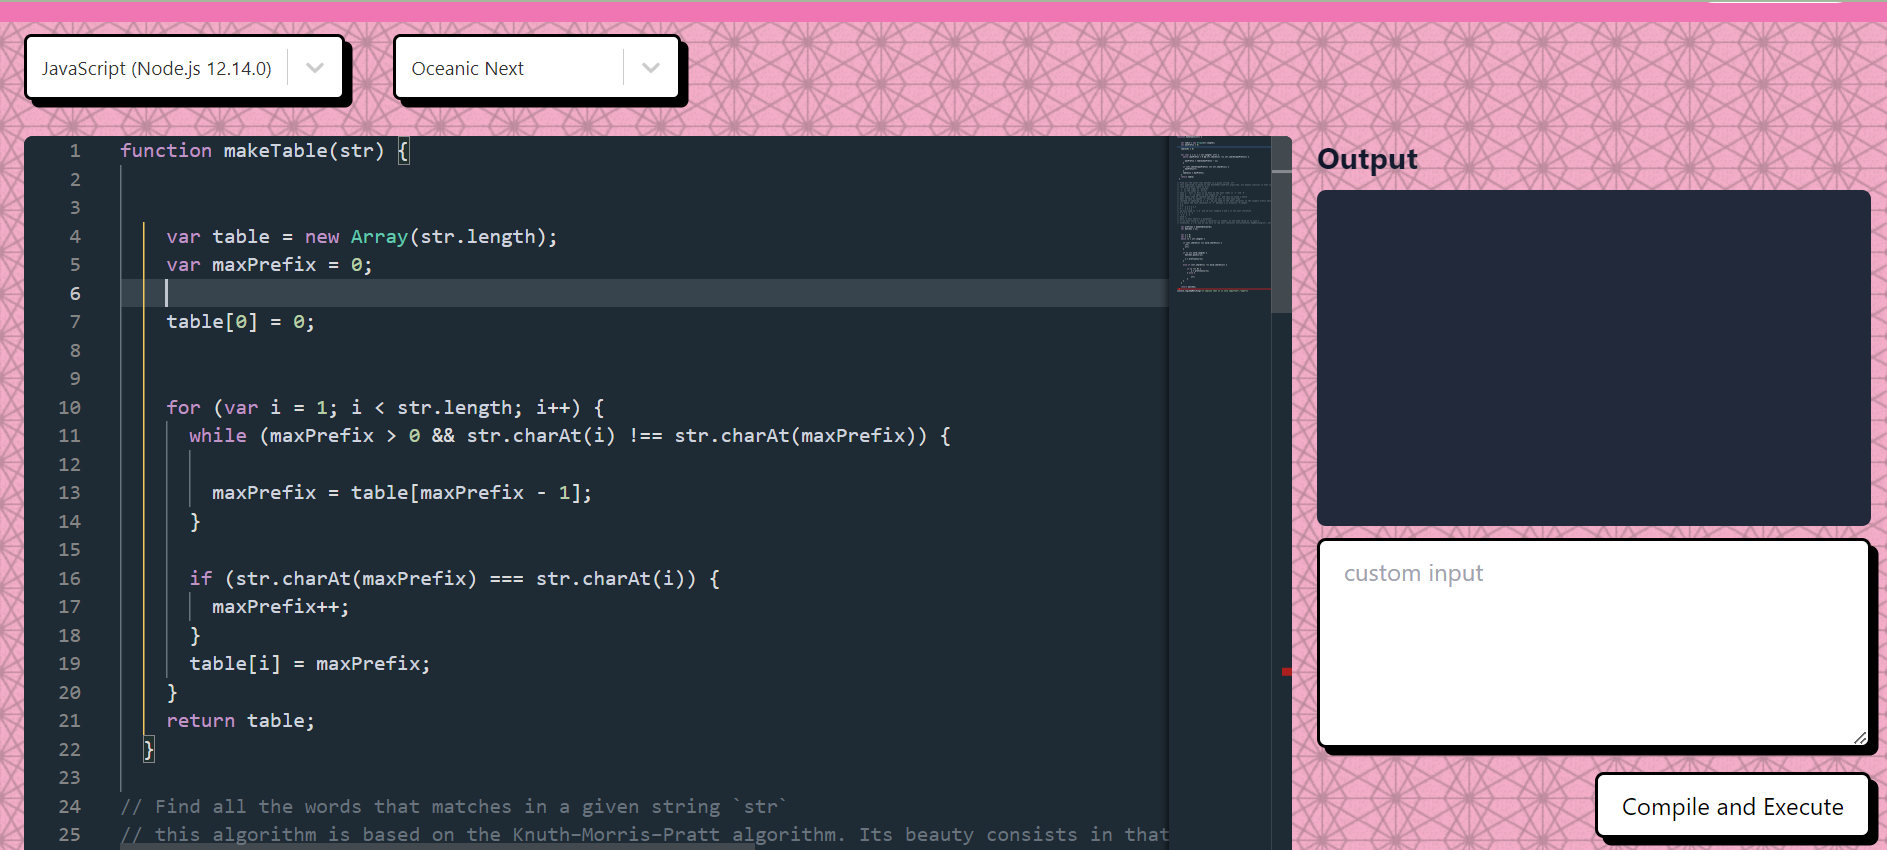 JavaScript (Node.js 12.14.0)
Oceanic Next
1 function makeTable(str) {
2
3
4 var table = new Array(str.length);
5 var maxPrefix = 0;
6
7 table[0] = 0;
8
9
10 for (var i = 1; i < str.length; i++) {
11 while (maxPrefix > 0 && str.charAt(i) !== str.charAt(maxPrefix)) {
12
13 maxPrefix = table[maxPrefix - 1];
14 }
15
16 if (str.charAt(maxPrefix) === str.charAt(i)) {
17 maxPrefix++;
18 }
19 table[i] = maxPrefix;
20 }
21 return table;
22 }
23
24 // Find all the words that matches in a given string `str`
25 // this algorithm is based on the Knuth–Morris–Pratt algorithm. Its beauty consists in that
Output
custom input
Compile and Execute